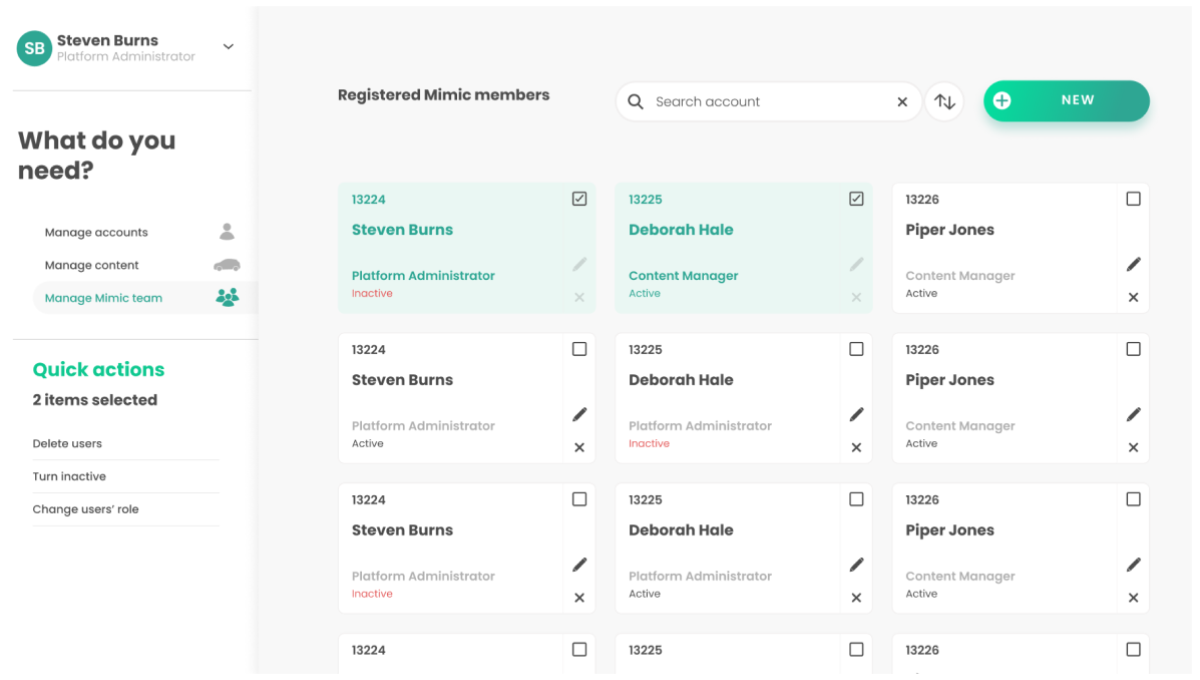 SB
Steven Burns
Platform Administrator
What do you
need?
Manage accounts
Manage content
Manage Mimic team
Quick actions
2 items selected
Delete users
Turn inactive
Change users' role
Registered Mimic members
Search account
NEW
13224
Steven Burns
Platform Administrator
Inactive
13225
Deborah Hale
Content Manager
Active
13226
Piper Jones
Content Manager
Active
13224
Steven Burns
Platform Administrator
Active
13225
Deborah Hale
Platform Administrator
Inactive
13226
Piper Jones
Content Manager
Active
13224
Steven Burns
Platform Administrator
Inactive
13225
Deborah Hale
Platform Administrator
Active
13226
Piper Jones
Content Manager
Active
13224
13225
13226